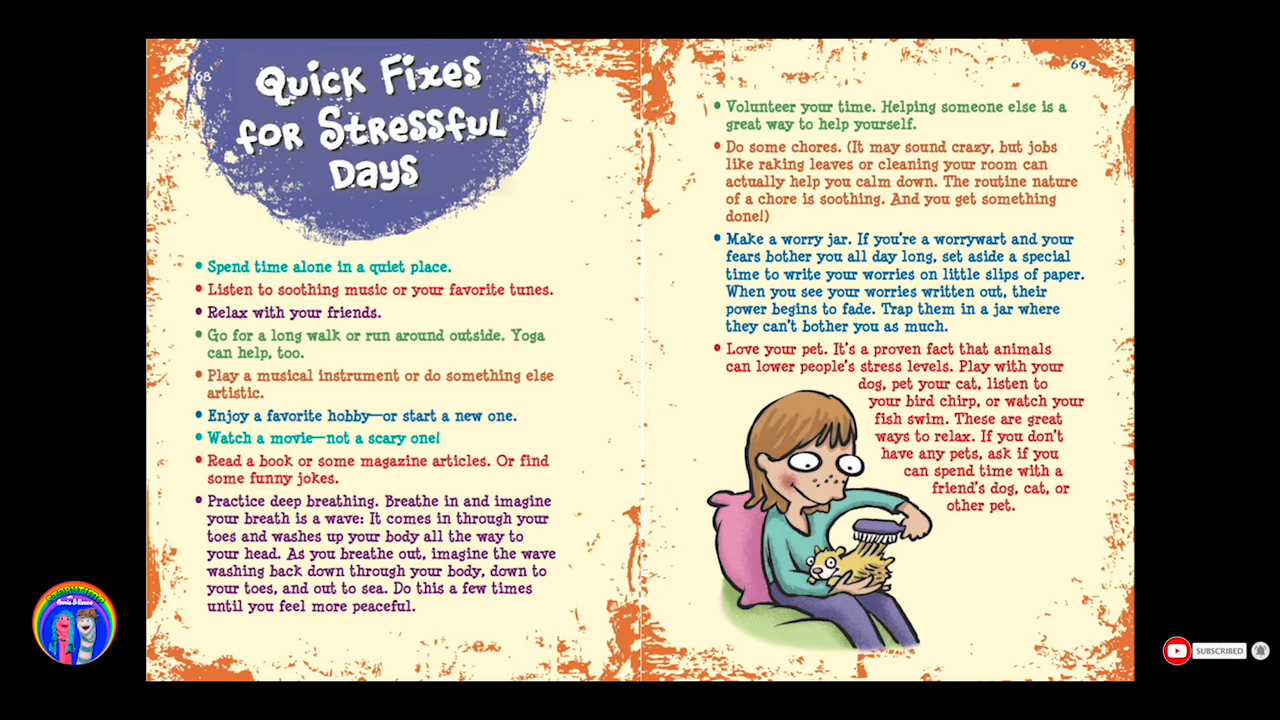 68
Quick Fixes
for Stressful
Days
• Spend time alone in a quiet place.
• Listen to soothing music or your favorite tunes.
• Relax with your friends.
• Go for a long walk or run around outside. Yoga
can help, too.
• Play a musical instrument or do something else
artistic.
• Enjoy a favorite hobby—or start a new one.
• Watch a movie—not a scary one!
• Read a book or some magazine articles. Or find
some funny jokes.
• Practice deep breathing. Breathe in and imagine
your breath is a wave: It comes in through your
toes and washes up your body all the way to
your head. As you breathe out, imagine the wave
washing back down through your body, down to
your toes, and out to sea. Do this a few times
until you feel more peaceful.
69
• Volunteer your time. Helping someone else is a
great way to help yourself.
• Do some chores. (It may sound crazy, but jobs
like raking leaves or cleaning your room can
actually help you calm down. The routine nature
of a chore is soothing. And you get something
done!)
• Make a worry jar. If you're a worrywart and your
fears bother you all day long, set aside a special
time to write your worries on little slips of paper.
When you see your worries written out, their
power begins to fade. Trap them in a jar where
they can't bother you as much.
• Love your pet. It's a proven fact that animals
can lower people's stress levels. Play with your
dog, pet your cat, listen to
your bird chirp, or watch your
fish swim. These are great
ways to relax. If you don't
have any pets, ask if you
can spend time with a
friend's dog, cat, or
other pet.
STORYTIME
SUBSCRIBED